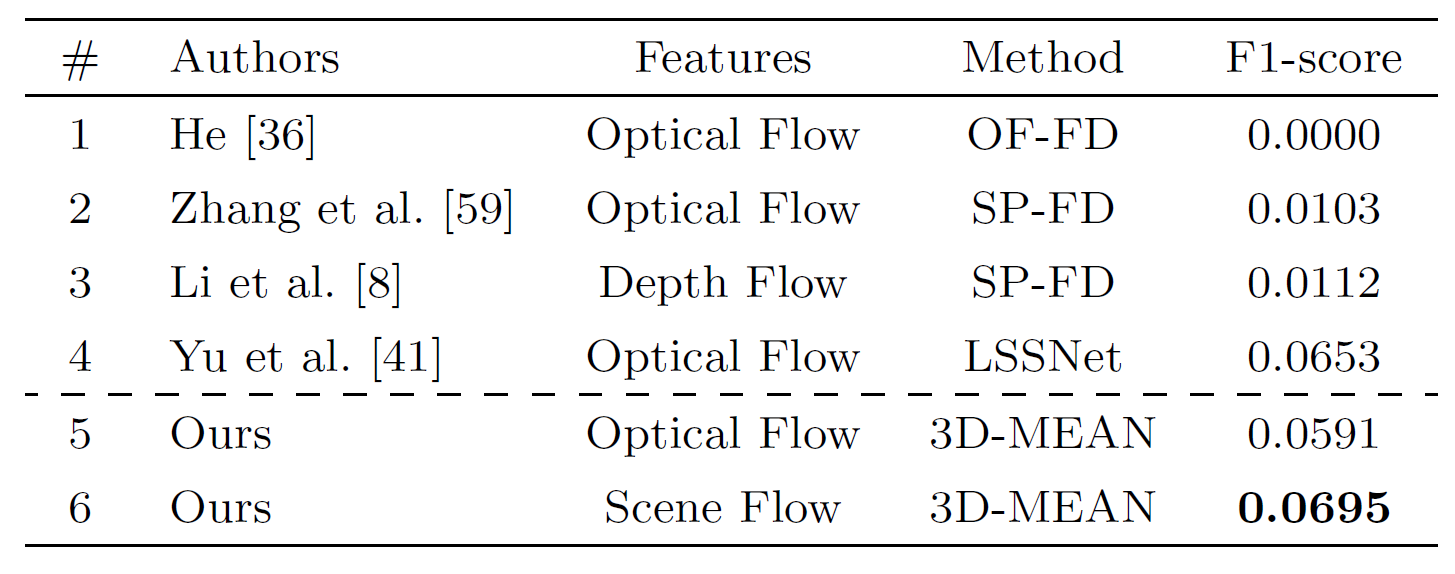 # Authors Features Method F1-score
1 He [36] Optical Flow OF-FD 0.0000
2 Zhang et al. [59] Optical Flow SP-FD 0.0103
3 Li et al. [8] Depth Flow SP-FD 0.0112
4 Yu et al. [41] Optical Flow LSSNet 0.0653
5 Ours Optical Flow 3D-MEAN 0.0591
6 Ours Scene Flow 3D-MEAN 0.0695